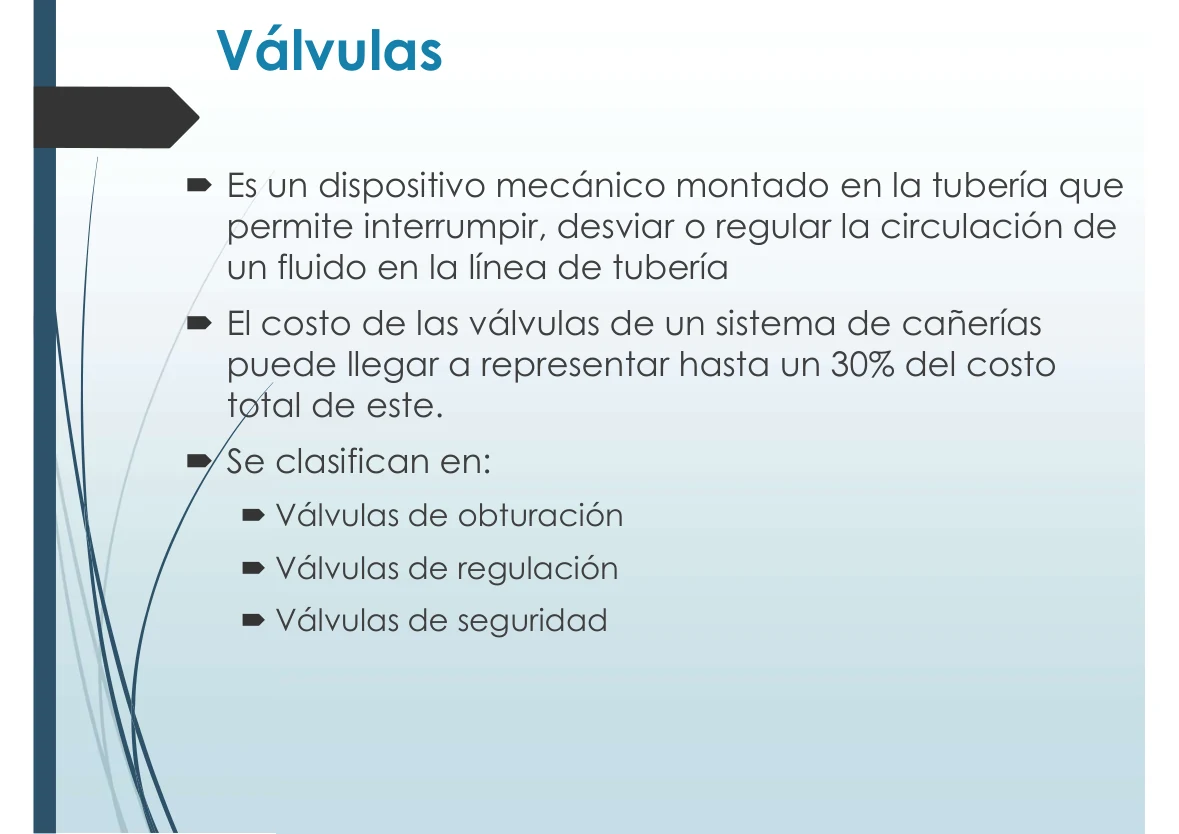 Válvulas
Es un dispositivo mecánico montado en la tubería que
permite interrumpir, desviar o regular la circulación de
un fluido en la línea de tubería
El costo de las válvulas de un sistema de cañerías
puede llegar a representar hasta un 30% del costo
total de este.
Se clasifican en:
Válvulas de obturación
Válvulas de regulación
Válvulas de seguridad